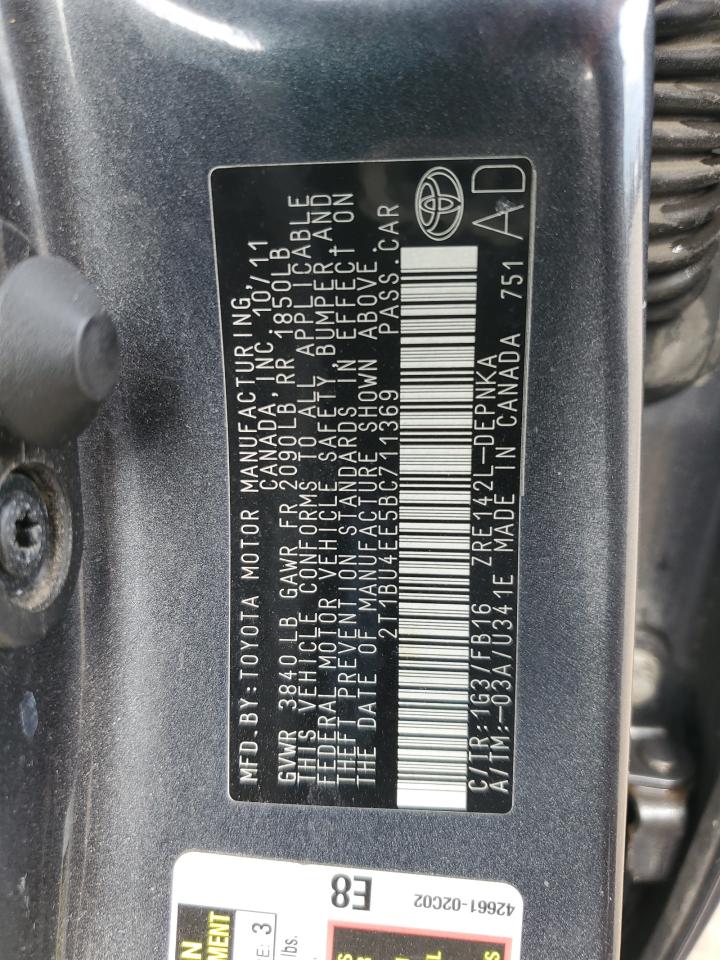 MFD.BY:TOYOTA MOTOR MANUFACTURING,
CANADA,INC. 10/11
GVWR 3840LB GAWR FR 2090LB,RR 1850LB
THIS VEHICLE CONFORMS TO ALL APPLICABLE
FEDERAL MOTOR VEHICLE SAFETY, BUMPER, AND
THEFT PREVENTION STANDARDS IN EFFECT ON
THE DATE OF MANUFACTURE SHOWN ABOVE.
2T1BU4EE5BC711369 PASS.CAR
C/TR:1G3/FB16 ZRE142L-DEPNKA
A/TM:-03A/U341E MADE IN CANADA 751
AD
E8
42661-02C02
3
lbs.